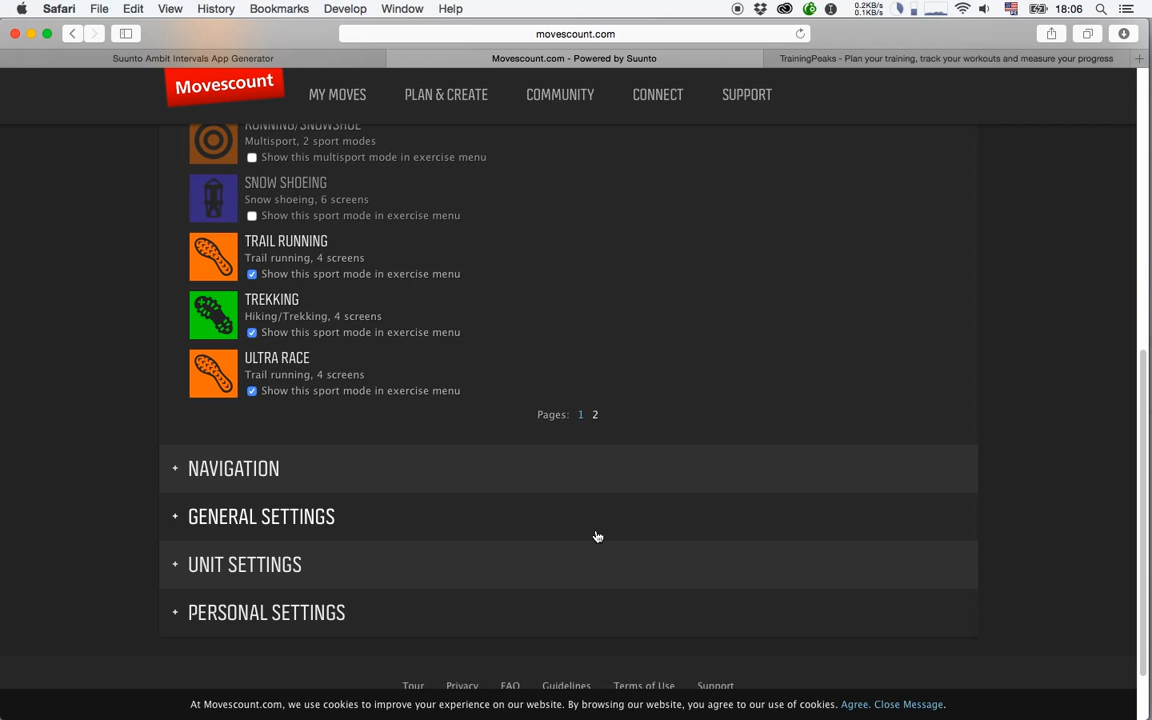 Safari File Edit View History Bookmarks Develop Window Help 0.2KB/s 0.1KB/s 18:06
movescount.com
Suunto Ambit Intervals App Generator Movescount.com - Powered by Suunto TrainingPeaks - Plan your training, track your workouts and measure your progress
Movescount MY MOVES PLAN & CREATE COMMUNITY CONNECT SUPPORT
RUNNING/SNOWSHOE
Multisport, 2 sport modes
Show this multisport mode in exercise menu
SNOW SHOEING
Snow shoeing, 6 screens
Show this sport mode in exercise menu
TRAIL RUNNING
Trail running, 4 screens
Show this sport mode in exercise menu
TREKKING
Hiking/Trekking, 4 screens
Show this sport mode in exercise menu
ULTRA RACE
Trail running, 4 screens
Show this sport mode in exercise menu
Pages: 1 2
+ NAVIGATION
+ GENERAL SETTINGS
+ UNIT SETTINGS
+ PERSONAL SETTINGS
Tour Privacy FAQ Guidelines Terms of Use Support
At Movescount.com, we use cookies to improve your experience on our website. By browsing our website, you agree to our use of cookies. Agree. Close Message.